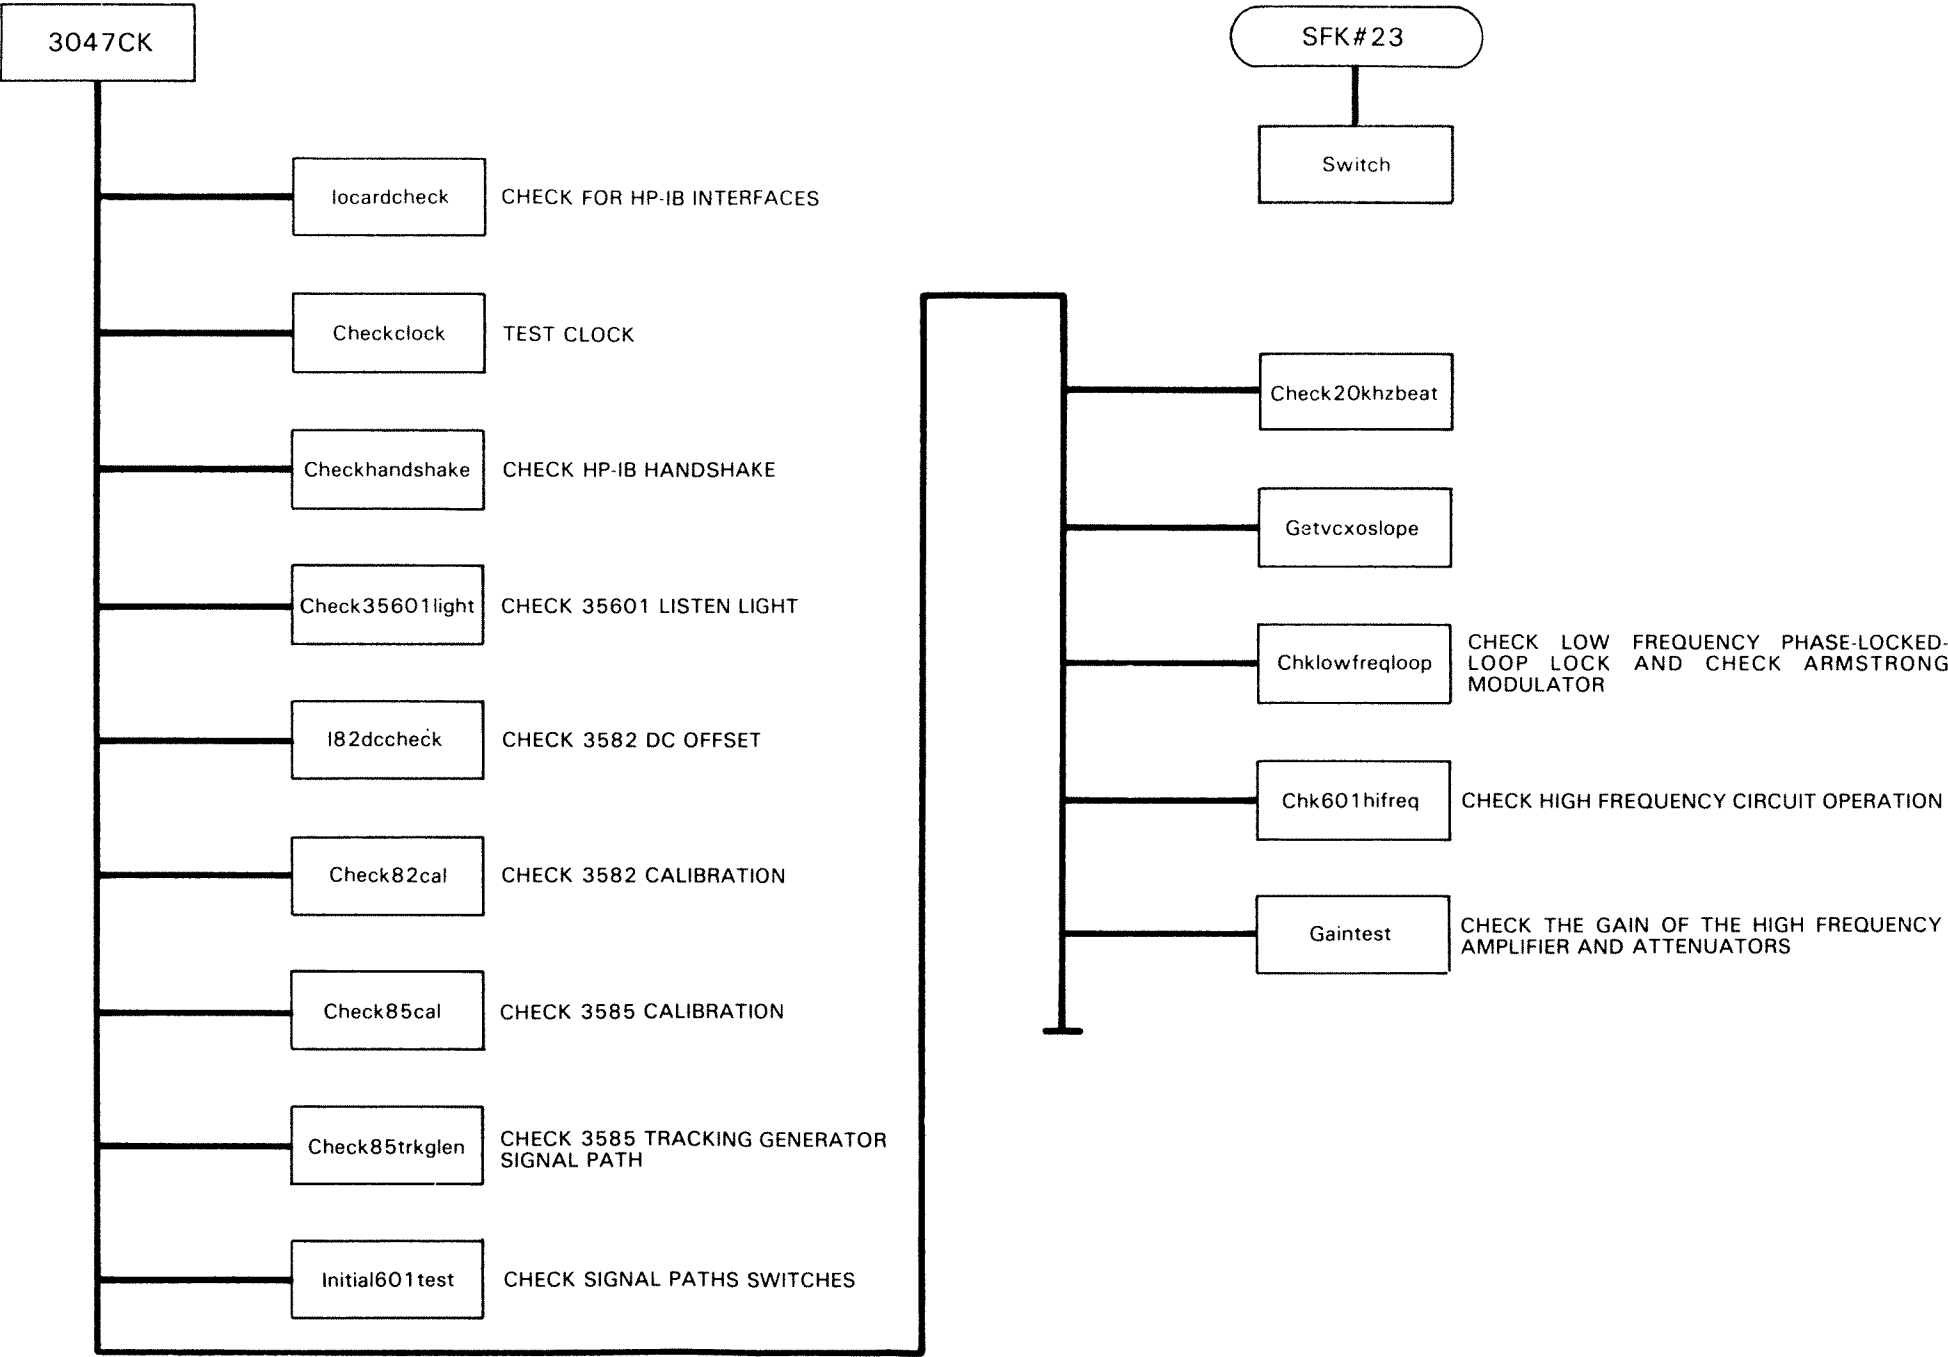 3047CK
Iocardcheck
CHECK FOR HP-IB INTERFACES
Checkclock
TEST CLOCK
Checkhandshake
CHECK HP-IB HANDSHAKE
Check35601light
CHECK 35601 LISTEN LIGHT
I82dccheck
CHECK 3582 DC OFFSET
Check82cal
CHECK 3582 CALIBRATION
Check85cal
CHECK 3585 CALIBRATION
Check85trkglen
CHECK 3585 TRACKING GENERATOR
SIGNAL PATH
Initial601test
CHECK SIGNAL PATHS SWITCHES
SFK#23
Switch
Check20khzbeat
Getvcxoslope
Chklowfreqloop
CHECK LOW FREQUENCY PHASE-LOCKED-
LOOP LOCK AND CHECK ARMSTRONG
MODULATOR
Chk601hifreq
CHECK HIGH FREQUENCY CIRCUIT OPERATION
Gaintest
CHECK THE GAIN OF THE HIGH FREQUENCY
AMPLIFIER AND ATTENUATORS